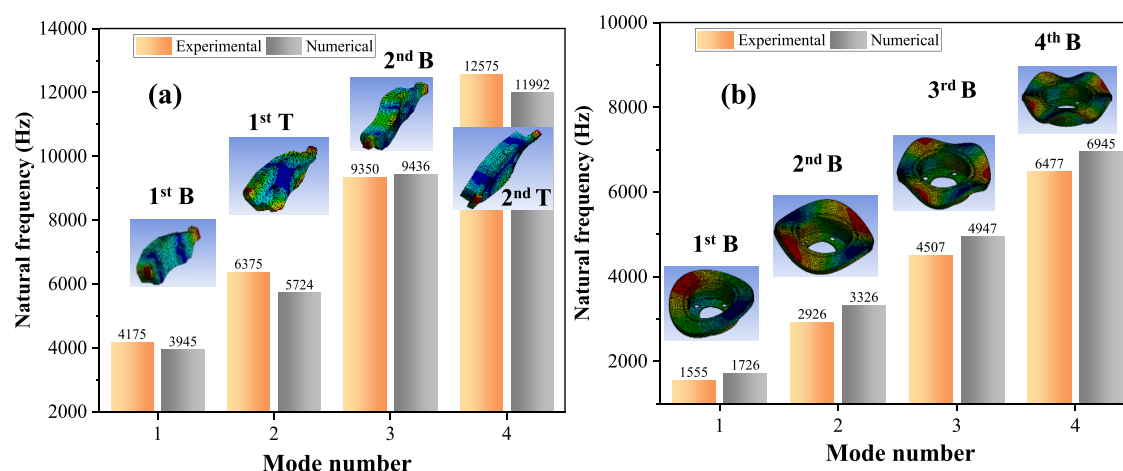 14000
12000
10000
8000
6000
4000
2000
Natural frequency (Hz)
Experimental
Numerical
(a)
1st B
1st T
2nd B
2nd T
4175
3945
6375
5724
9350
9436
12575
11992
1
2
3
4
Mode number
10000
8000
6000
4000
2000
Natural frequency (Hz)
Experimental
Numerical
(b)
1st B
2nd B
3rd B
4th B
1555
1726
2926
3326
4507
4947
6477
6945
1
2
3
4
Mode number